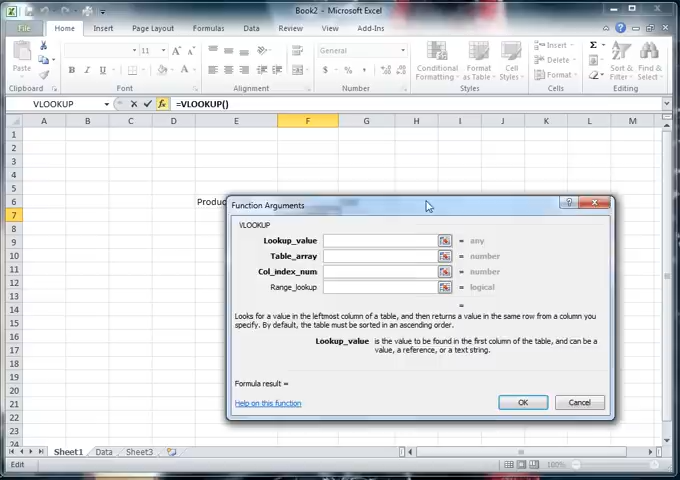 Book2 - Microsoft Excel
File Home Insert Page Layout Formulas Data Review View Add-Ins
Paste
Clipboard
11
Font
Alignment
General
Number
Conditional Formatting
Format as Table
Cell Styles
Styles
Insert
Delete
Format
Cells
Sort & Filter
Find & Select
Editing
VLOOKUP
=VLOOKUP()
A B C D E F G H I J K L M
1
2
3
4
5
6
Produc
7
8
9
10
11
12
13
14
15
16
17
18
19
20
21
22
23
24
Function Arguments
VLOOKUP
Lookup_value = any
Table_array = number
Col_index_num = number
Range_lookup = logical
=
Looks for a value in the leftmost column of a table, and then returns a value in the same row from a column you
specify. By default, the table must be sorted in an ascending order.
Lookup_value is the value to be found in the first column of the table, and can be a
value, a reference, or a text string.
Formula result =
Help on this function
OK Cancel
Sheet1 Data Sheet3
Edit
100%